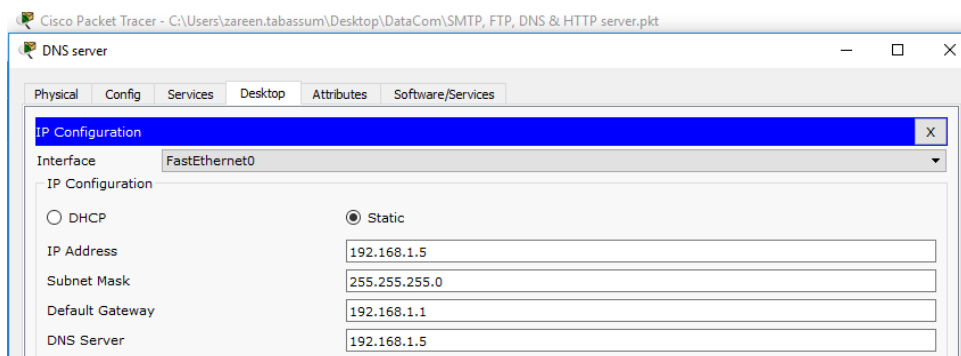 Cisco Packet Tracer - C:\Users\zareen.tabassum\Desktop\DataCom\SMTP, FTP, DNS & HTTP server.pkt
DNS server
Physical Config Services Desktop Attributes Software/Services
IP Configuration X
Interface FastEthernet0
IP Configuration
DHCP Static
IP Address 192.168.1.5
Subnet Mask 255.255.255.0
Default Gateway 192.168.1.1
DNS Server 192.168.1.5